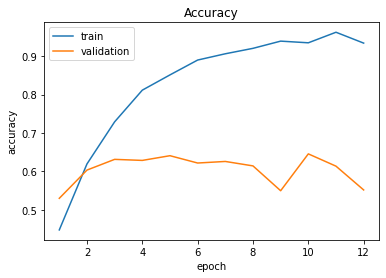 Accuracy
train
validation
accuracy
0.9
0.8
0.7
0.6
0.5
2 4 6 8 10 12
epoch